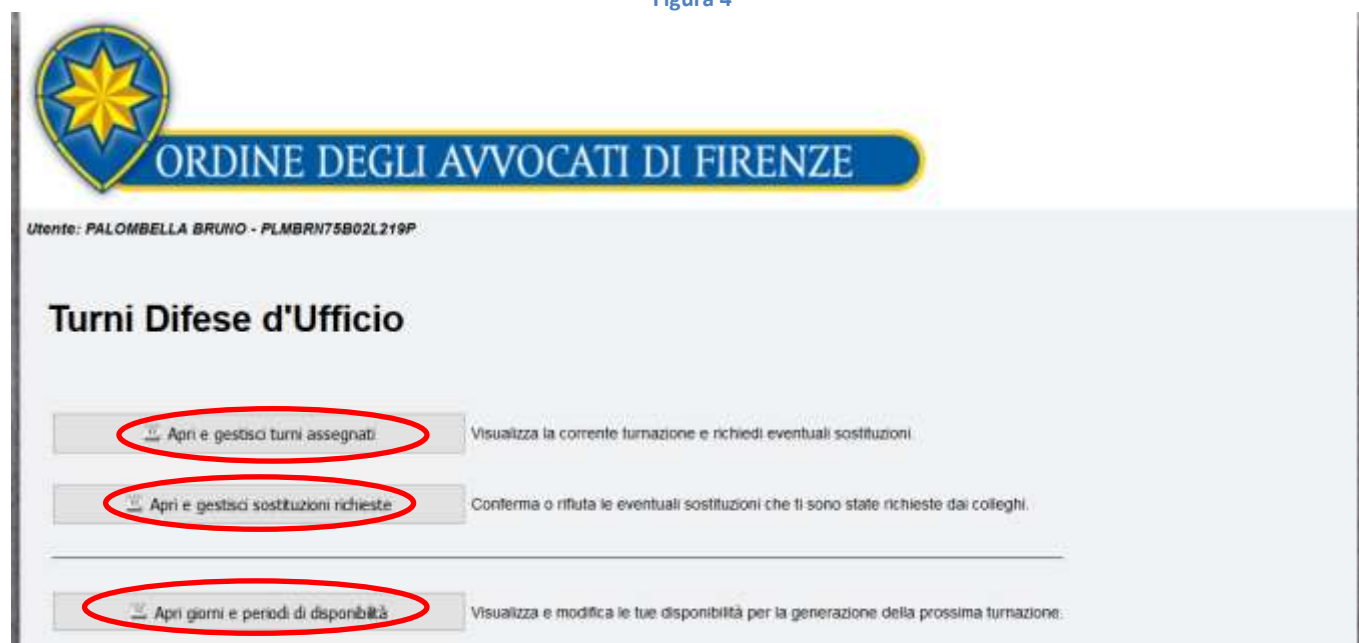 Figura 4
ORDINE DEGLI AVVOCATI DI FIRENZE
Utente: PALOMBELLA BRUNO - PLMBRN75B02L219P
Turni Difese d'Ufficio
Apri e gestisci turni assegnati Visualizza la corrente turnazione e richiedi eventuali sostituzioni.
Apri e gestisci sostituzioni richieste Conferma o rifiuta le eventuali sostituzioni che ti sono state richieste dai colleghi.
Apri giorni e periodi di disponibiltà Visualizza e modifica le tue disponibilità per la generazione della prossima turnazione.